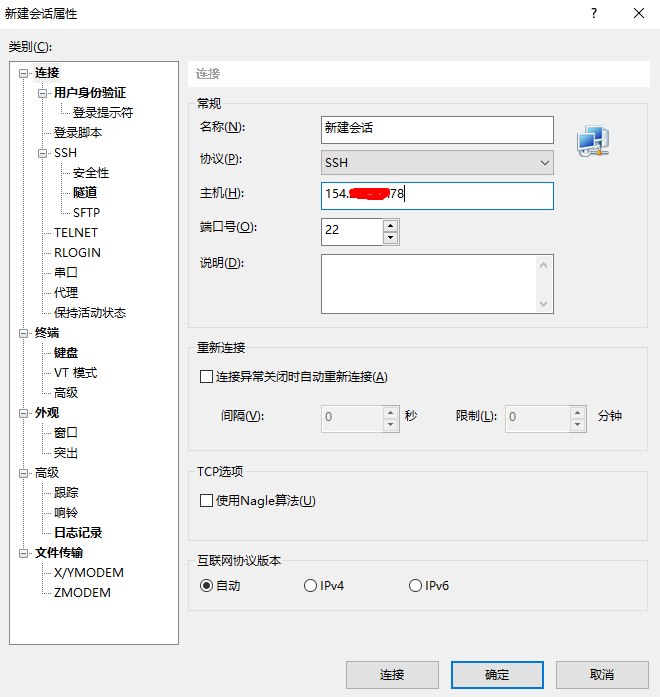 新建会话属性
类别(C):
连接
用户身份验证
登录提示符
登录脚本
SSH
安全性
隧道
SFTP
TELNET
RLOGIN
串口
代理
保持活动状态
终端
键盘
VT 模式
高级
外观
窗口
突出
高级
跟踪
响铃
日志记录
文件传输
X/YMODEM
ZMODEM
连接
常规
名称(N): 新建会话
协议(P): SSH
主机(H): 154. .78
端口号(O): 22
说明(D):
重新连接
连接异常关闭时自动重新连接(A)
间隔(V): 0 秒 限制(L): 0 分钟
TCP选项
使用Nagle算法(U)
互联网协议版本
自动 IPv4 IPv6
连接 确定 取消